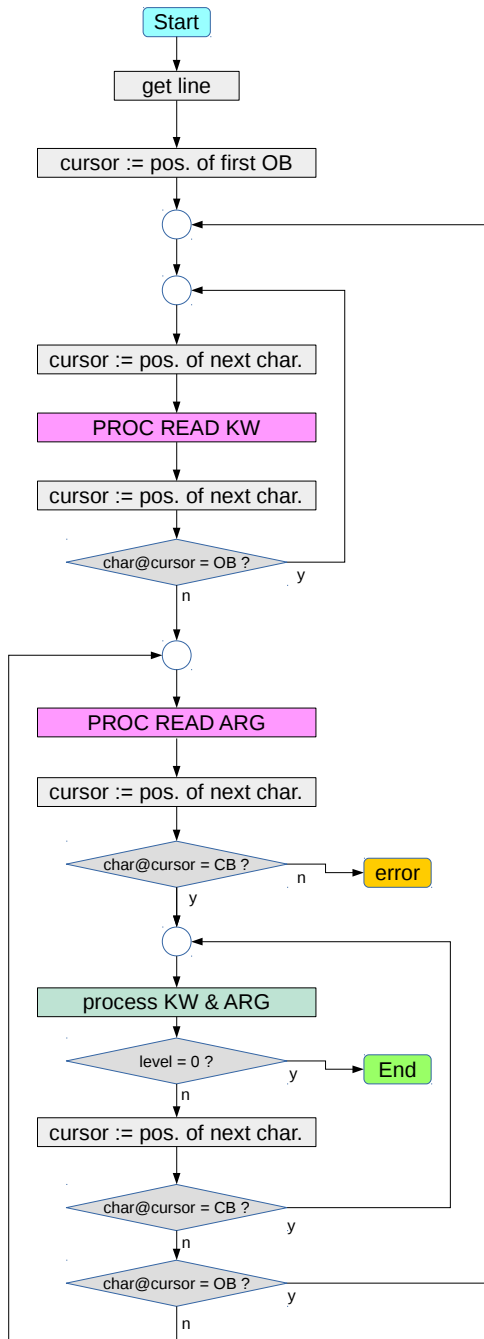 Start
get line
cursor := pos. of first OB
cursor := pos. of next char.
PROC READ KW
cursor := pos. of next char.
char@cursor = OB ?
y
n
PROC READ ARG
cursor := pos. of next char.
char@cursor = CB ?
n
error
y
process KW & ARG
level = 0 ?
y
End
n
cursor := pos. of next char.
char@cursor = CB ?
y
n
char@cursor = OB ?
y
n